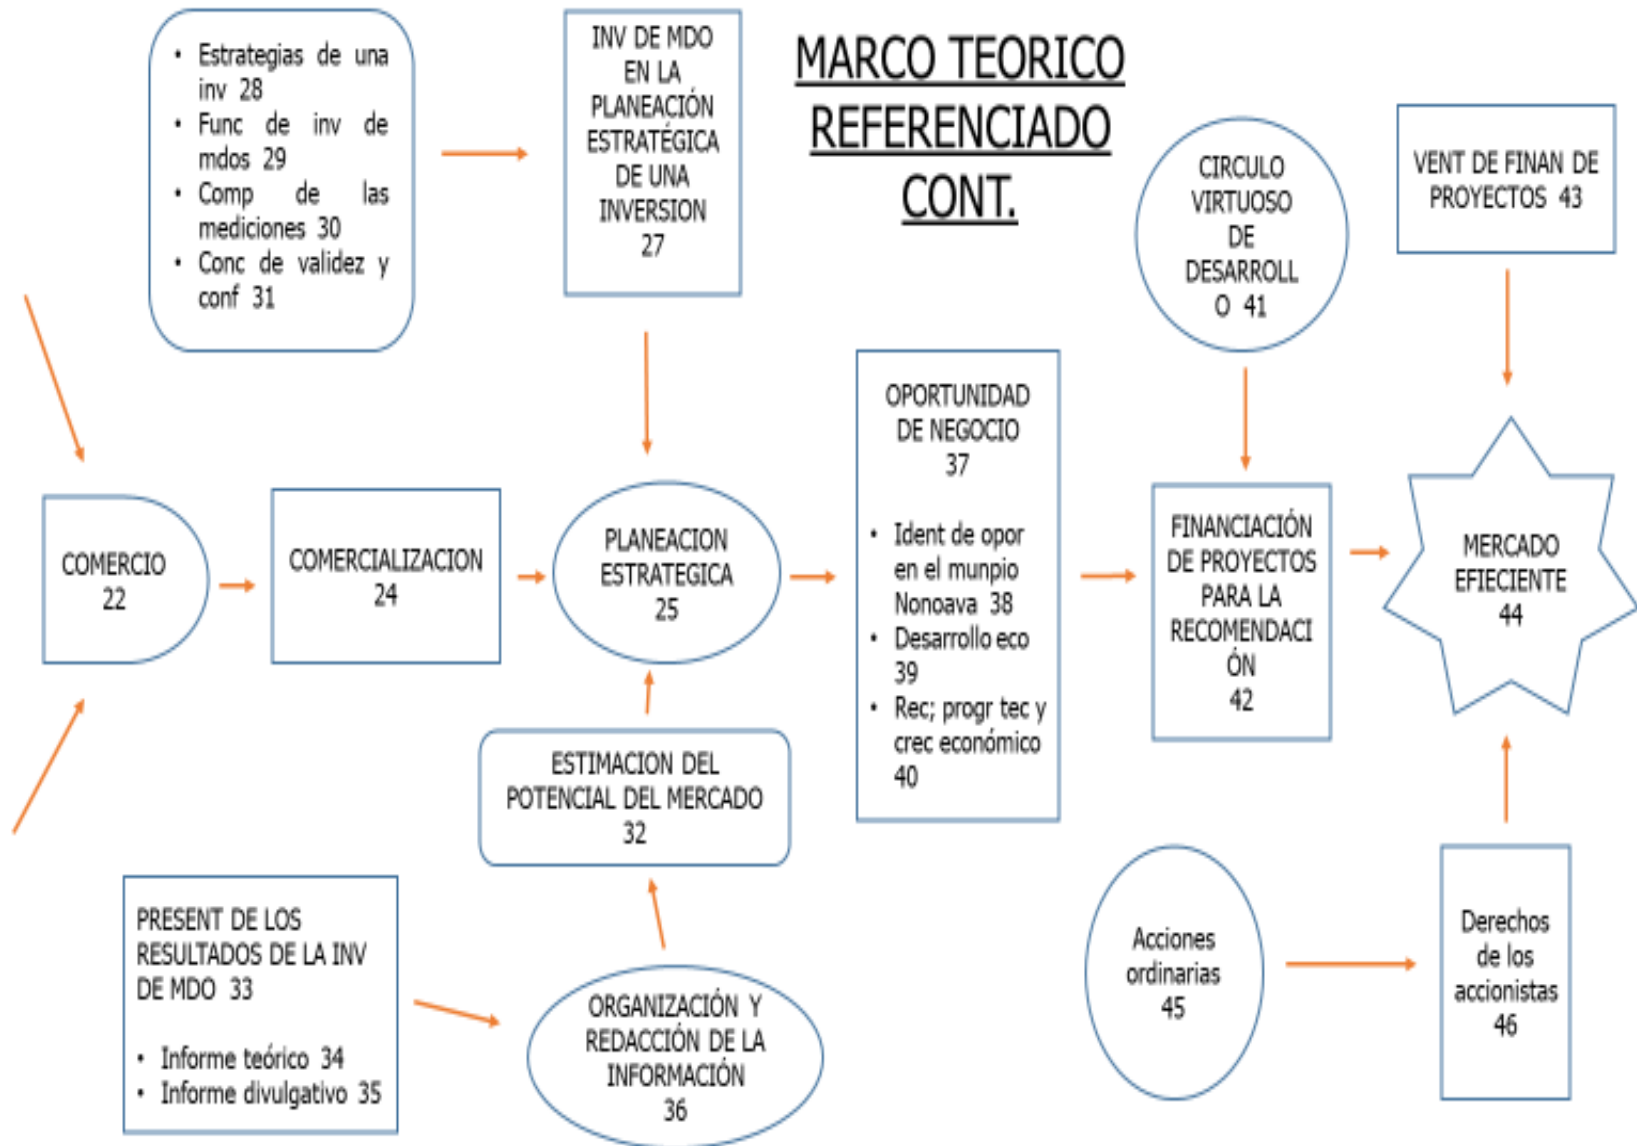 MARCO TEORICO
REFERENCIADO
CONT.
• Estrategias de una
inv 28
• Func de inv de
mdos 29
• Comp de las
mediciones 30
• Conc de validez y
conf 31
INV DE MDO
EN LA
PLANEACIÓN
ESTRATÉGICA
DE UNA
INVERSION
27
CIRCULO
VIRTUOSO
DE
DESARROLL
O 41
VENT DE FINAN DE
PROYECTOS 43
COMERCIO
22
COMERCIALIZACION
24
PLANEACION
ESTRATEGICA
25
OPORTUNIDAD
DE NEGOCIO
37
• Ident de opor
en el munpio
Nonoava 38
• Desarrollo eco
39
• Rec; progr tec y
crec económico
40
FINANCIACIÓN
DE PROYECTOS
PARA LA
RECOMENDACI
ÓN
42
MERCADO
EFIECIENTE
44
ESTIMACION DEL
POTENCIAL DEL MERCADO
32
PRESENT DE LOS
RESULTADOS DE LA INV
DE MDO 33
• Informe teórico 34
• Informe divulgativo 35
ORGANIZACIÓN Y
REDACCIÓN DE LA
INFORMACIÓN
36
Acciones
ordinarias
45
Derechos
de los
accionistas
46